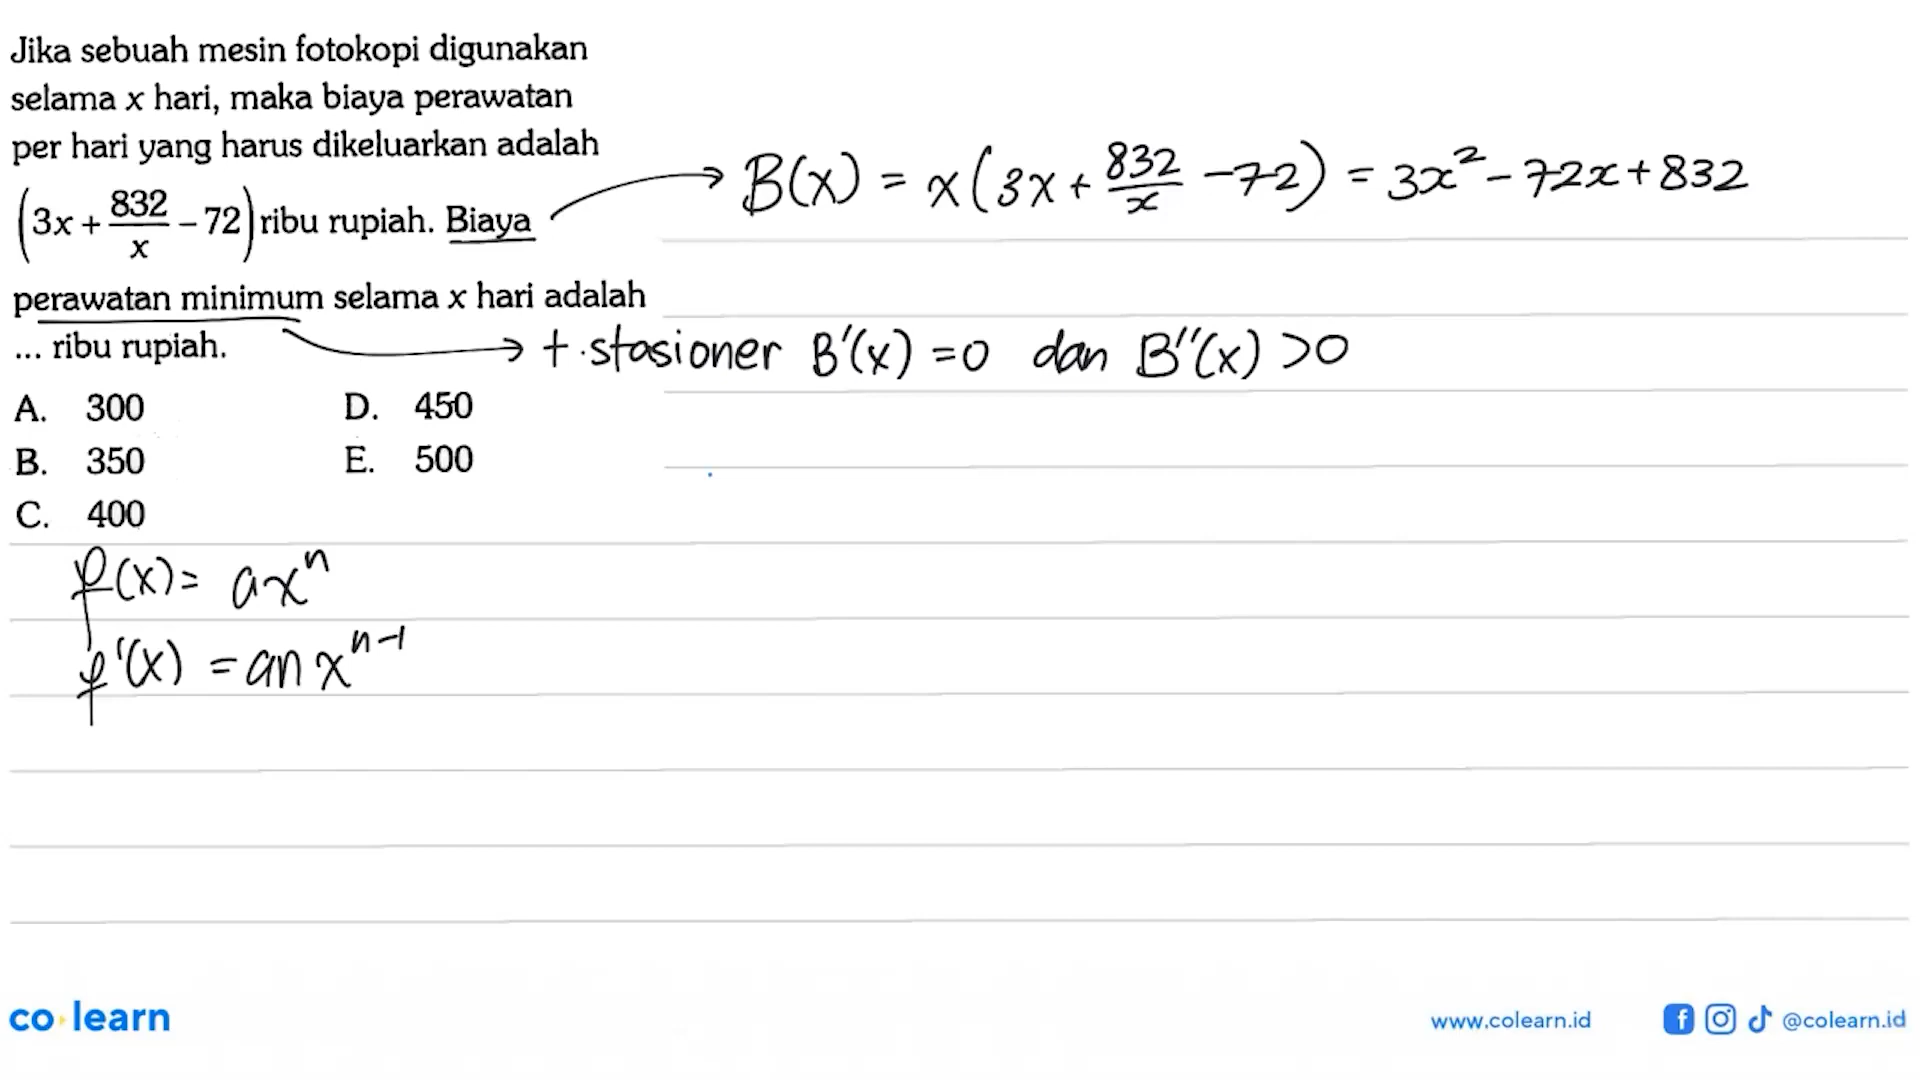 Jika sebuah mesin fotokopi digunakan
selama x hari, maka biaya perawatan
per hari yang harus dikeluarkan adalah
(3x + 832/x - 72) ribu rupiah. Biaya
perawatan minimum selama x hari adalah
... ribu rupiah.
A. 300 D. 450
B. 350 E. 500
C. 400
B(x) = x(3x + 832/x - 72) = 3x² - 72x + 832
t. stasioner B'(x) = 0 dan B''(x) > 0
f(x) = ax^n
f'(x) = anx^(n-1)
co learn
www.colearn.id
@colearn.id